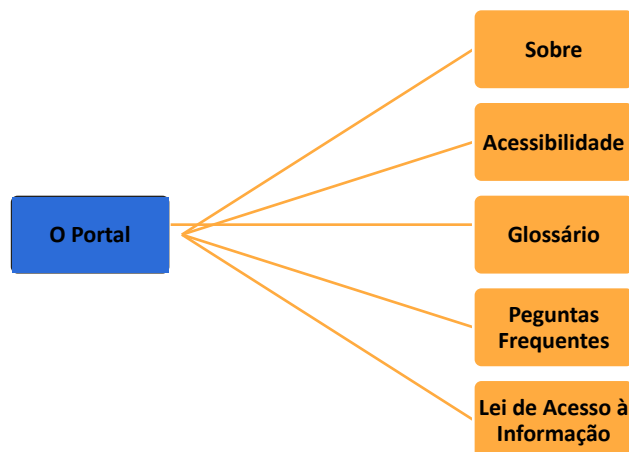 O Portal
Sobre
Acessibilidade
Glossário
Peguntas
Frequentes
Lei de Acesso à
Informação